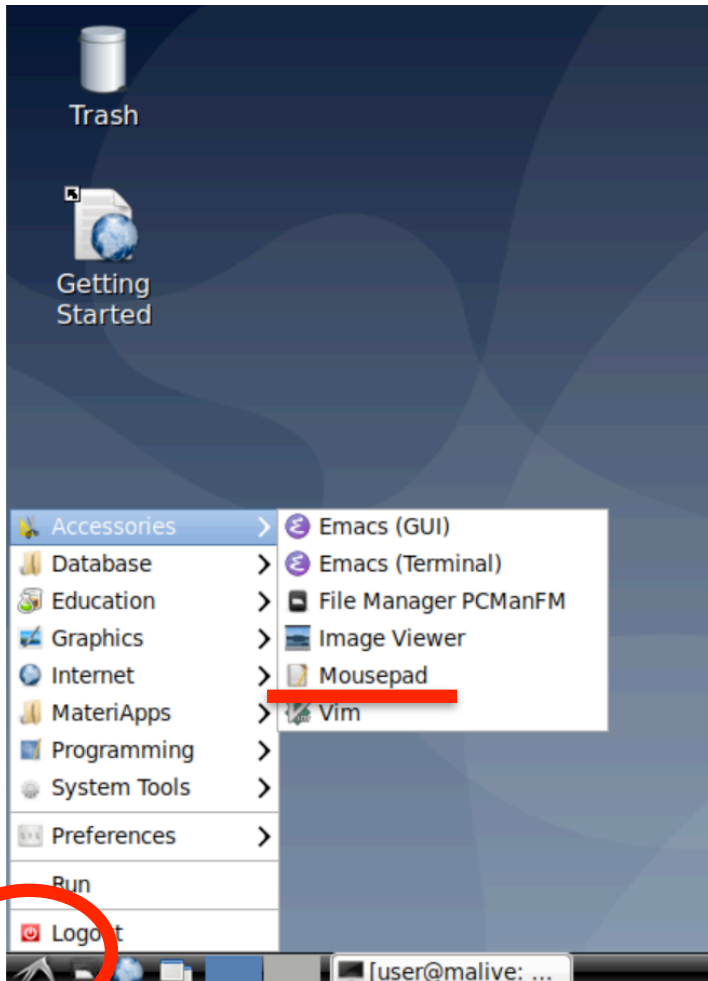 Trash
Getting
Started
Accessories
Database
Education
Graphics
Internet
MateriApps
Programming
System Tools
Preferences
Run
Logout
Emacs (GUI)
Emacs (Terminal)
File Manager PCManFM
Image Viewer
Mousepad
Vim
[user@malive: ...